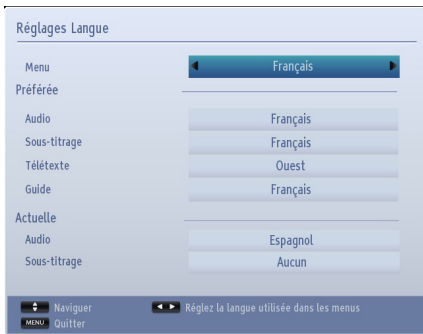 Réglages Langue
Menu Français
Préférée
Audio Français
Sous-titrage Français
Télétexte Ouest
Guide Français
Actuelle
Audio Espagnol
Sous-titrage Aucun
Naviguer Réglez la langue utilisée dans les menus
MENU Quitter